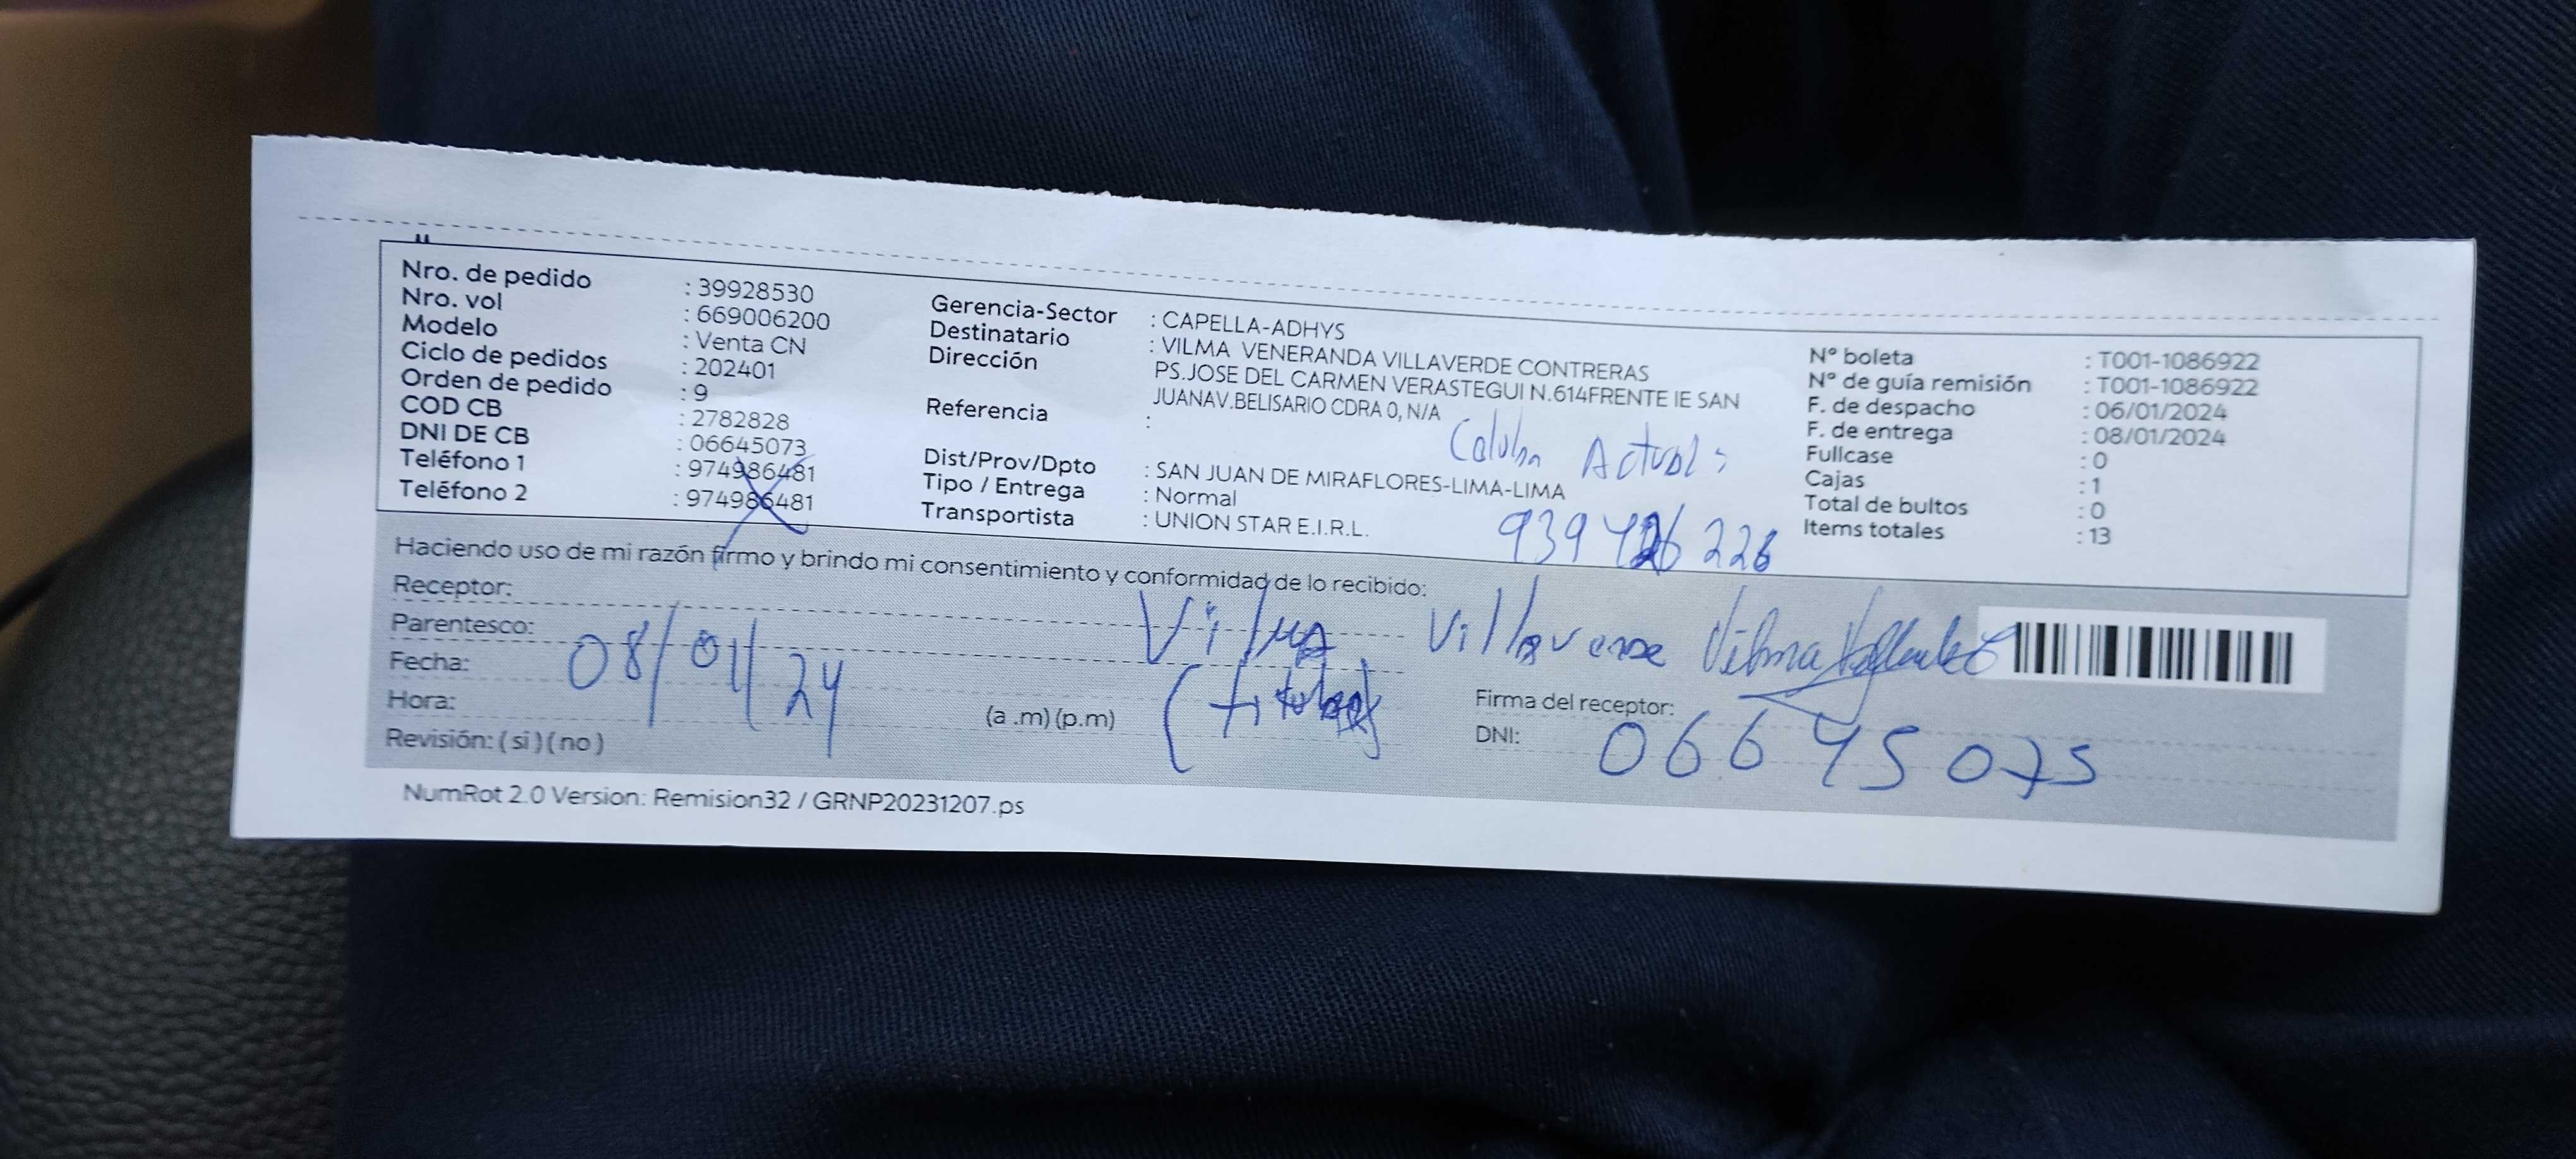 Nro. de pedido : 39928530
Nro. vol : 669006200
Modelo : Venta CN
Ciclo de pedidos : 202401
Orden de pedido : 9
COD CB : 2782828
DNI DE CB : 06645073
Teléfono 1 : 974986481
Teléfono 2 : 974986481
Gerencia-Sector : CAPELLA-ADHYS
Destinatario : VILMA VENERANDA VILLAVERDE CONTRERAS
Dirección PS.JOSE DEL CARMEN VERASTEGUI N.614FRENTE IE SAN
JUANAV.BELISARIO CDRA 0, N/A
Referencia :
Dist/Prov/Dpto : SAN JUAN DE MIRAFLORES-LIMA-LIMA
Tipo / Entrega : Normal
Transportista : UNION STAR E.I.R.L.
Actual :
939426226
N° boleta : T001-1086922
N° de guía remisión : T001-1086922
F. de despacho : 06/01/2024
F. de entrega : 08/01/2024
Fullcase : 0
Cajas : 1
Total de bultos : 0
Items totales : 13
Haciendo uso de mi razón firmo y brindo mi consentimiento y conformidad de lo recibido:
Receptor: Vilma Villaverde
Parentesco: (titular)
Fecha: 08/01/24
Hora: (a .m) (p.m)
Revisión: ( si ) ( no )
Firma del receptor:
DNI: 06645075
NumRot 2.0 Version: Remision32 / GRNP20231207.ps